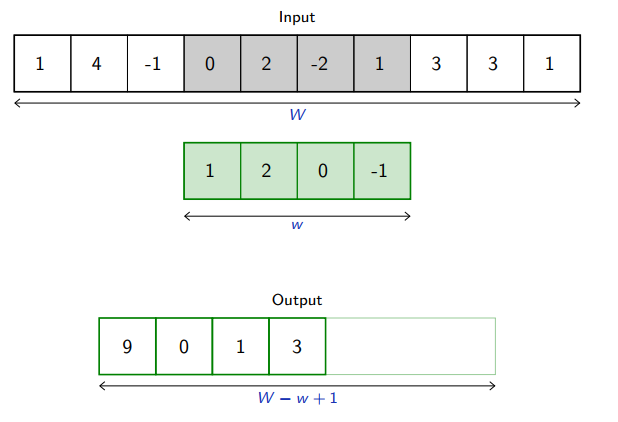 Input
1 4 -1 0 2 -2 1 3 3 1
W
1 2 0 -1
w
Output
9 0 1 3
W − w + 1